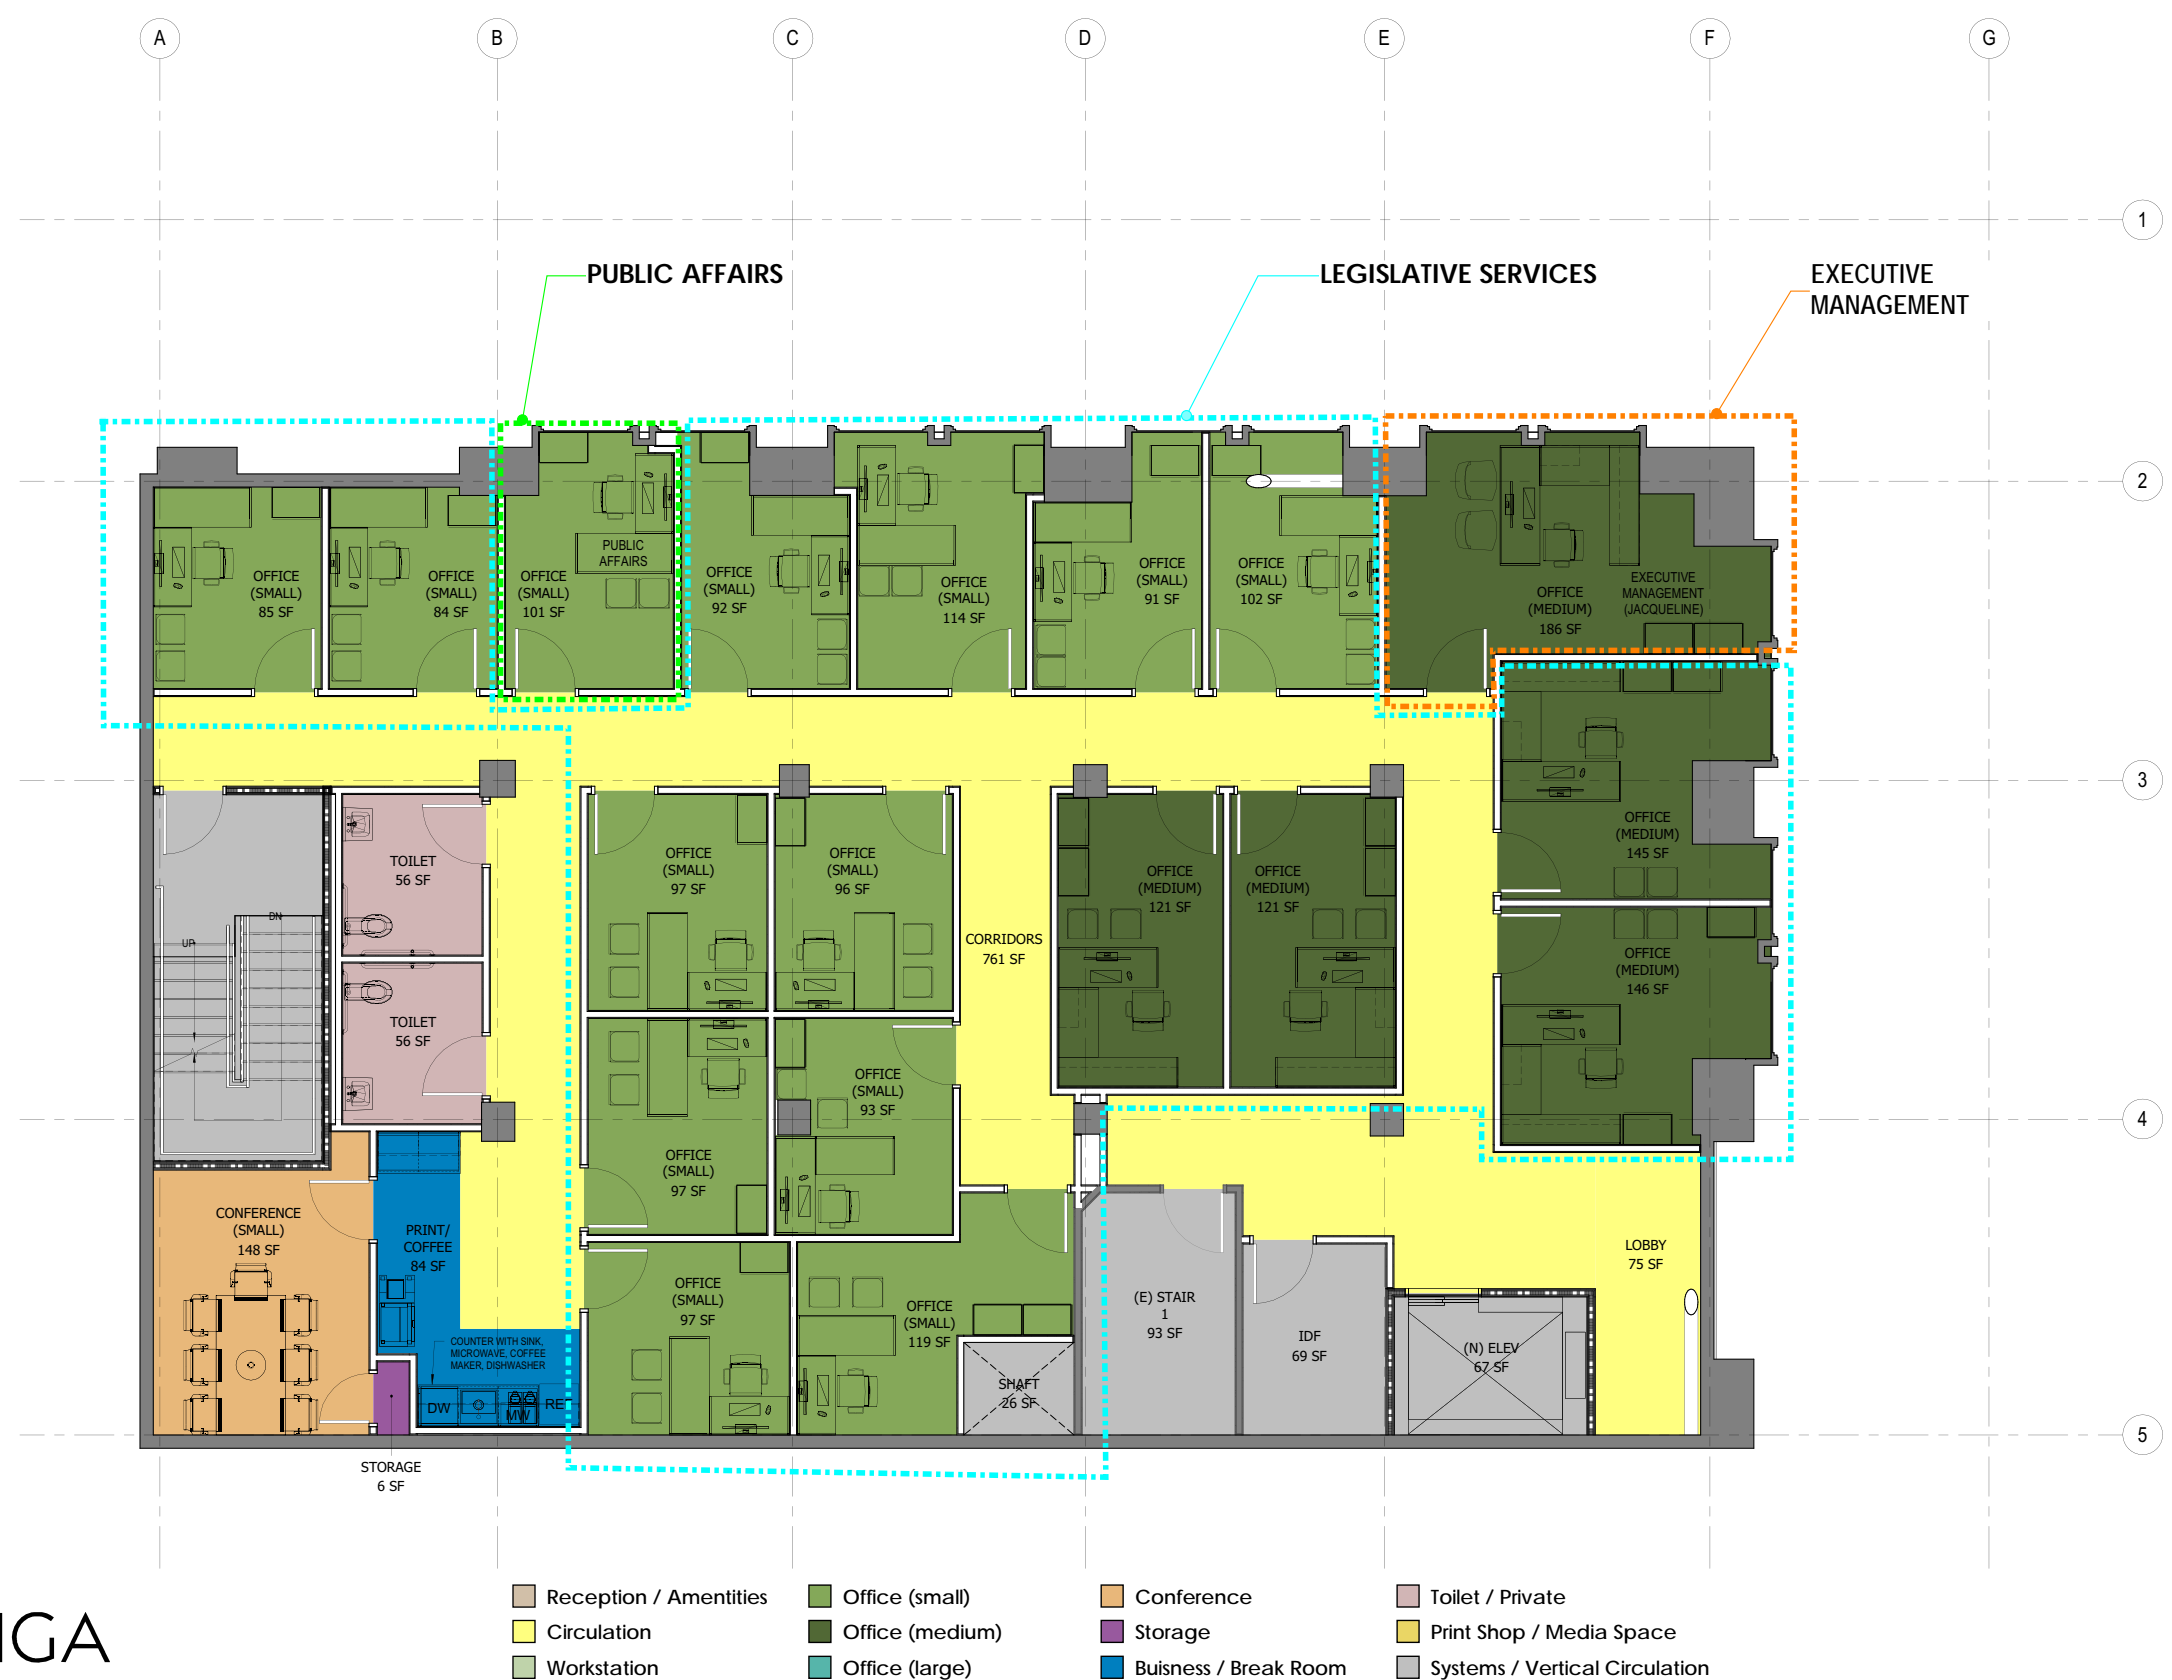 A B C D E F G
1
PUBLIC AFFAIRS
LEGISLATIVE SERVICES
EXECUTIVE
MANAGEMENT
2
OFFICE
(SMALL)
85 SF
OFFICE
(SMALL)
84 SF
OFFICE
(SMALL)
101 SF
PUBLIC
AFFAIRS
OFFICE
(SMALL)
92 SF
OFFICE
(SMALL)
114 SF
OFFICE
(SMALL)
91 SF
OFFICE
(SMALL)
102 SF
OFFICE
(MEDIUM)
186 SF
EXECUTIVE
MANAGEMENT
(JACQUELINE)
3
TOILET
56 SF
OFFICE
(SMALL)
97 SF
OFFICE
(SMALL)
96 SF
OFFICE
(MEDIUM)
121 SF
OFFICE
(MEDIUM)
121 SF
OFFICE
(MEDIUM)
145 SF
DN
UP
CORRIDORS
761 SF
OFFICE
(MEDIUM)
146 SF
TOILET
56 SF
OFFICE
(SMALL)
93 SF
4
OFFICE
(SMALL)
97 SF
CONFERENCE
(SMALL)
148 SF
PRINT/
COFFEE
84 SF
LOBBY
75 SF
OFFICE
(SMALL)
97 SF
OFFICE
(SMALL)
119 SF
(E) STAIR
1
93 SF
IDF
69 SF
(N) ELEV
67 SF
COUNTER WITH SINK,
MICROWAVE, COFFEE
MAKER, DISHWASHER
SHAFT
26 SF
DW
MW
RE
5
STORAGE
6 SF
Reception / Amentities
Circulation
Workstation
Office (small)
Office (medium)
Office (large)
Conference
Storage
Buisness / Break Room
Toilet / Private
Print Shop / Media Space
Systems / Vertical Circulation